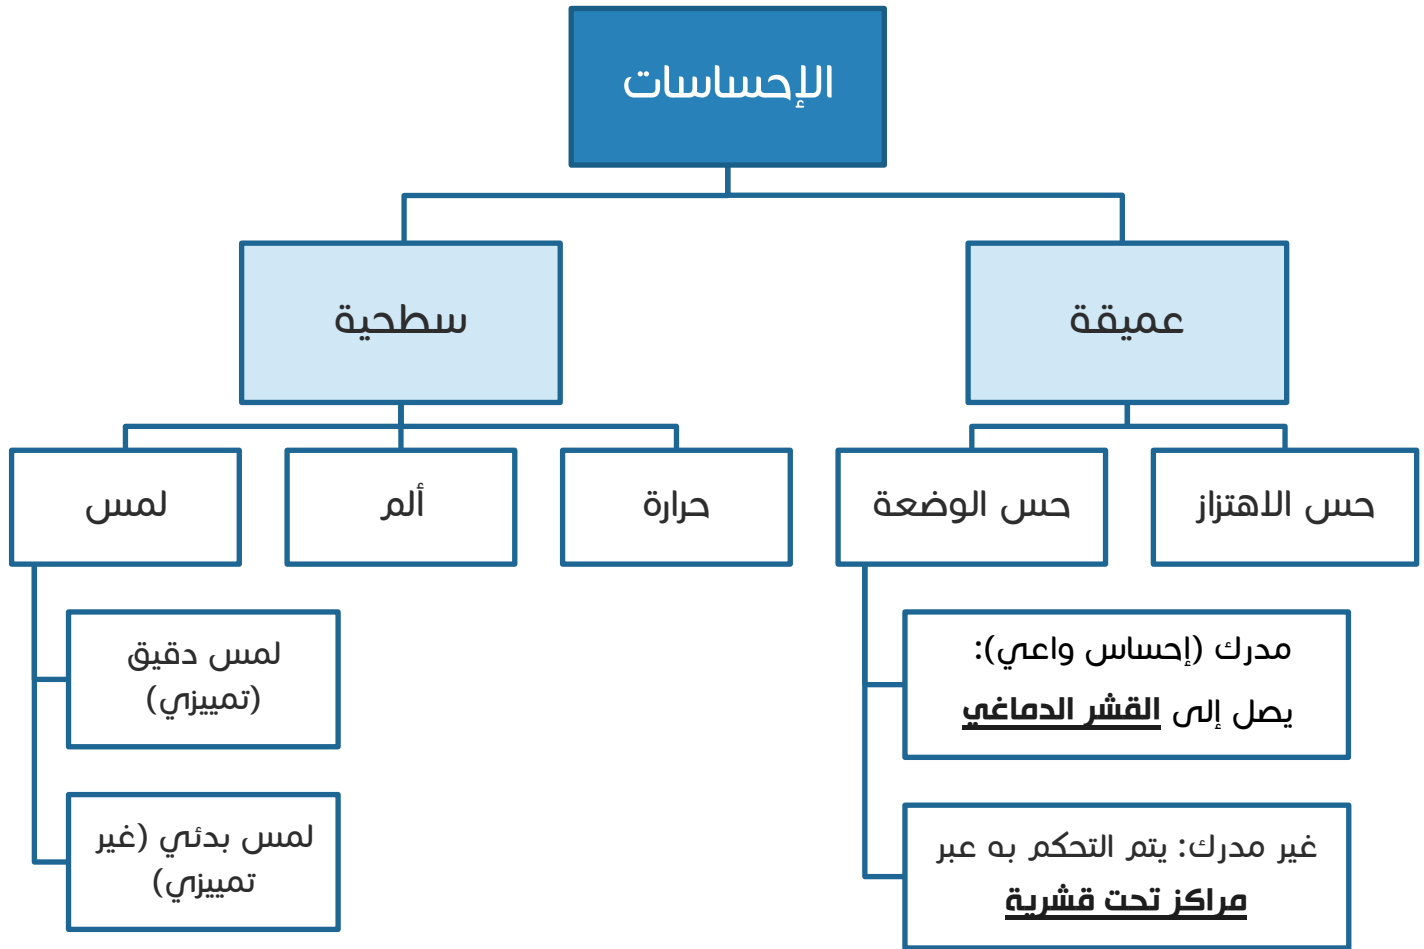 الإحساسات
عميقة
سطحية
حس الاهتزاز
حس الوضعة
حرارة
ألم
لمس
مدرك (إحساس واعي):
يصل إلى القشر الدماغي
غير مدرك: يتم التحكم به عبر
مراكز تحت قشرية
لمس دقيق
(تمييزي)
لمس بدئي (غير
تمييزي)